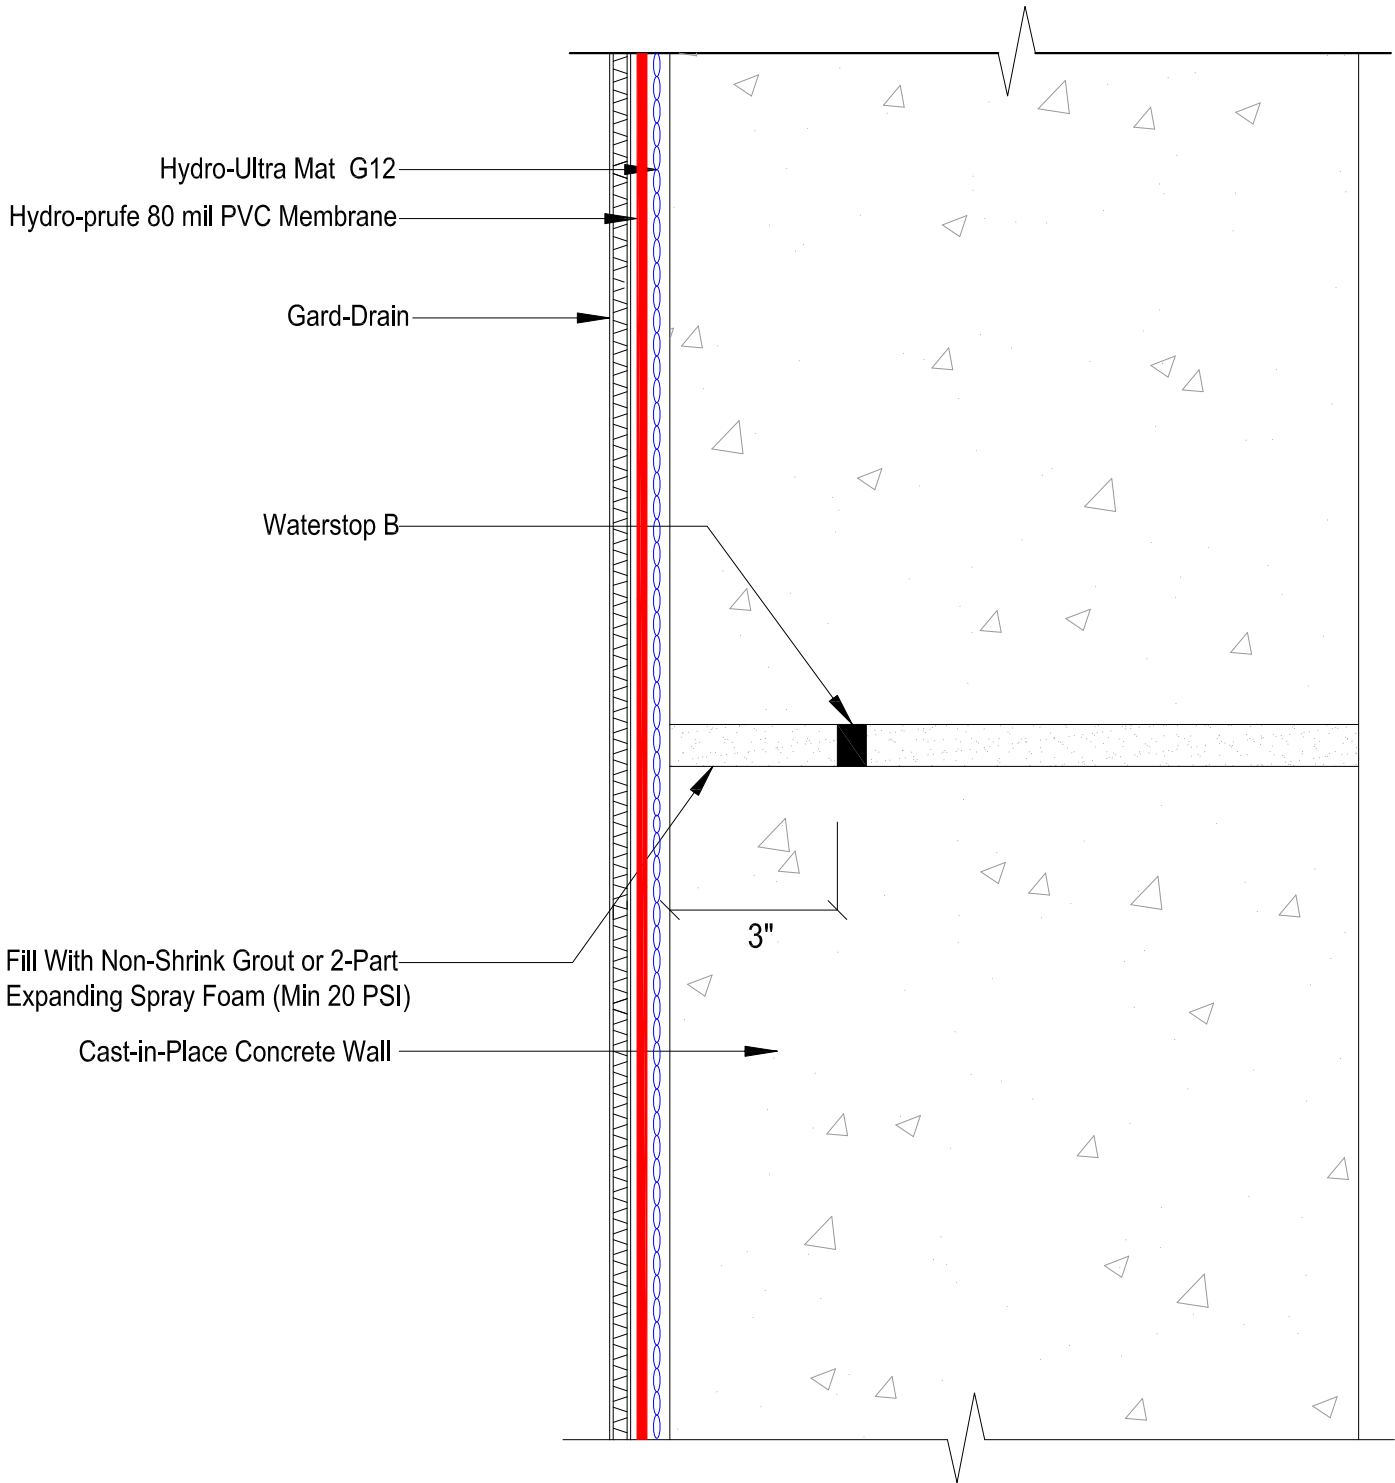 Hydro-Ultra Mat G12
Hydro-prufe 80 mil PVC Membrane
Gard-Drain
Waterstop B
3"
Fill With Non-Shrink Grout or 2-Part
Expanding Spray Foam (Min 20 PSI)
Cast-in-Place Concrete Wall